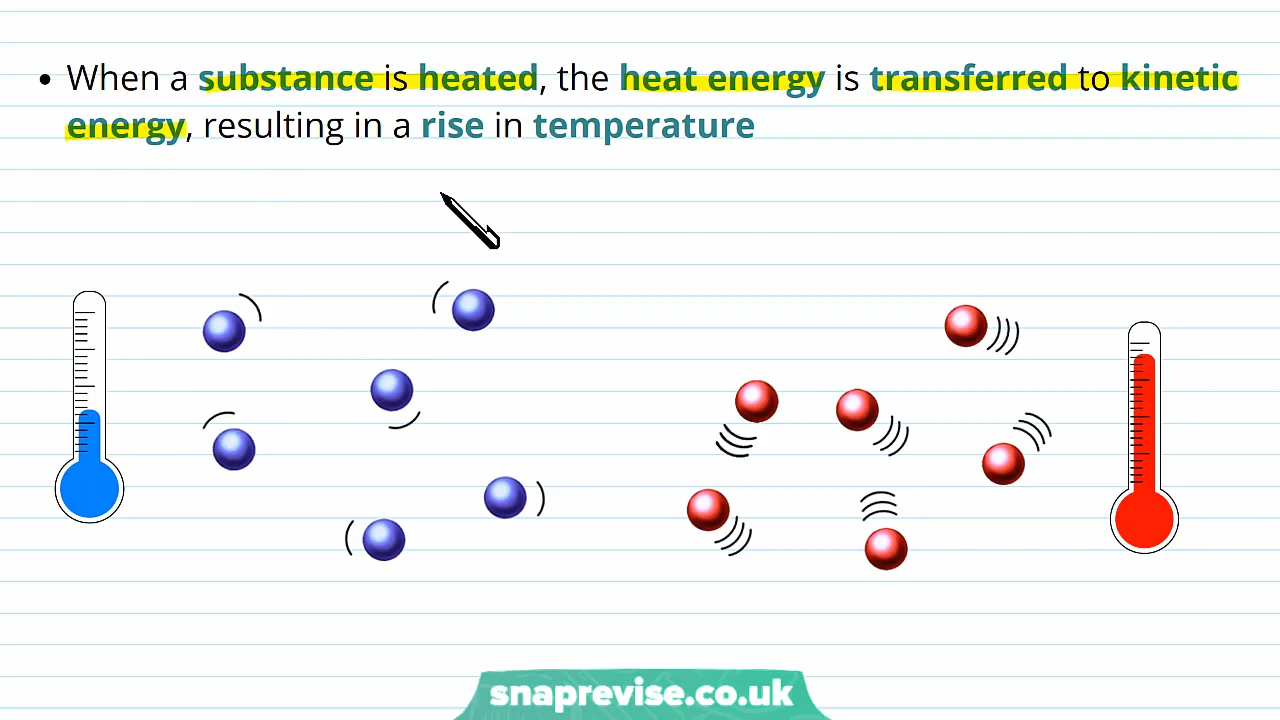 • When a substance is heated, the heat energy is transferred to kinetic
energy, resulting in a rise in temperature
snaprevise.co.uk